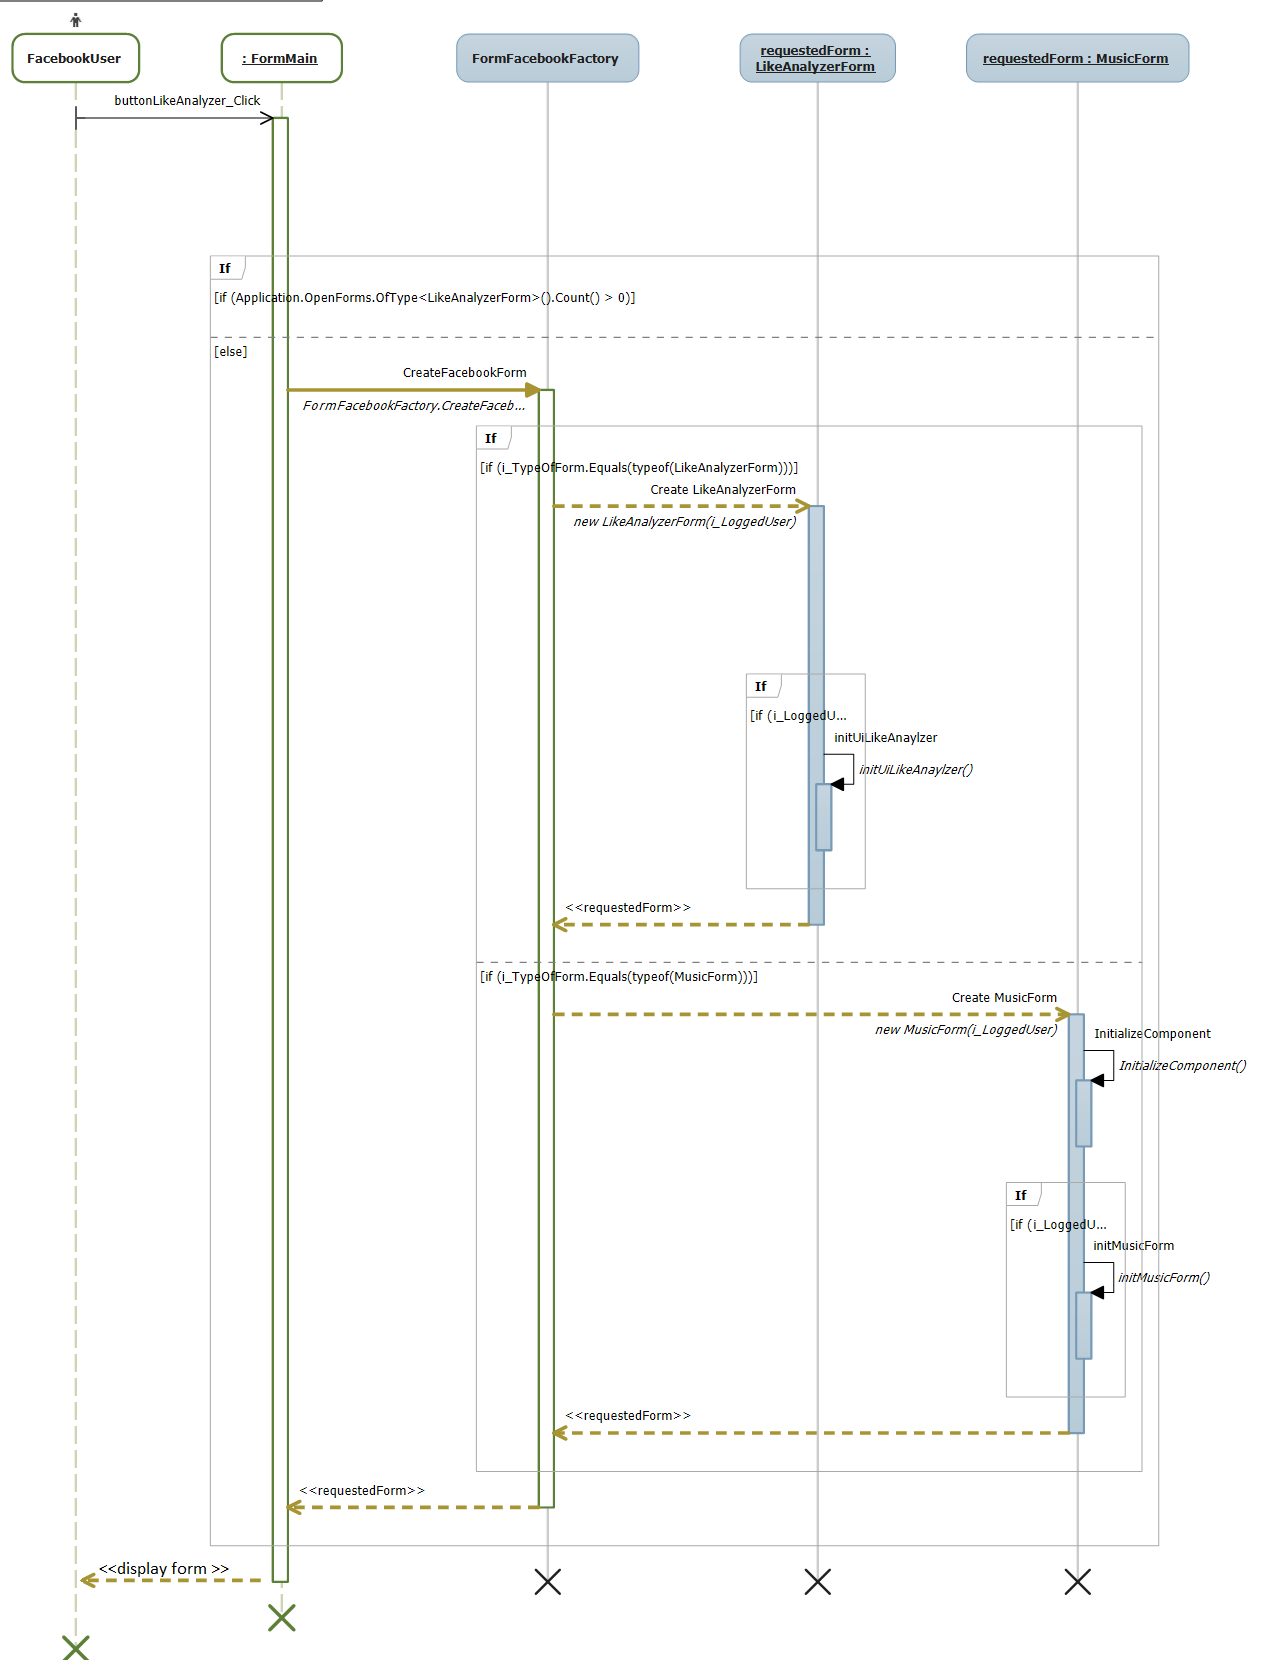 FacebookUser
: FormMain
FormFacebookFactory
requestedForm :
LikeAnalyzerForm
requestedForm : MusicForm
buttonLikeAnalyzer_Click
If
[if (Application.OpenForms.OfType<LikeAnalyzerForm>().Count() > 0)]
[else]
CreateFacebookForm
FormFacebookFactory.CreateFaceb...
If
[if (i_TypeOfForm.Equals(typeof(LikeAnalyzerForm)))]
Create LikeAnalyzerForm
new LikeAnalyzerForm(i_LoggedUser)
If
[if (i_LoggedU...
initUiLikeAnaylzer
initUiLikeAnaylzer()
<<requestedForm>>
[if (i_TypeOfForm.Equals(typeof(MusicForm)))]
Create MusicForm
new MusicForm(i_LoggedUser)
InitializeComponent
InitializeComponent()
If
[if (i_LoggedU...
initMusicForm
initMusicForm()
<<requestedForm>>
<<requestedForm>>
<<display form >>